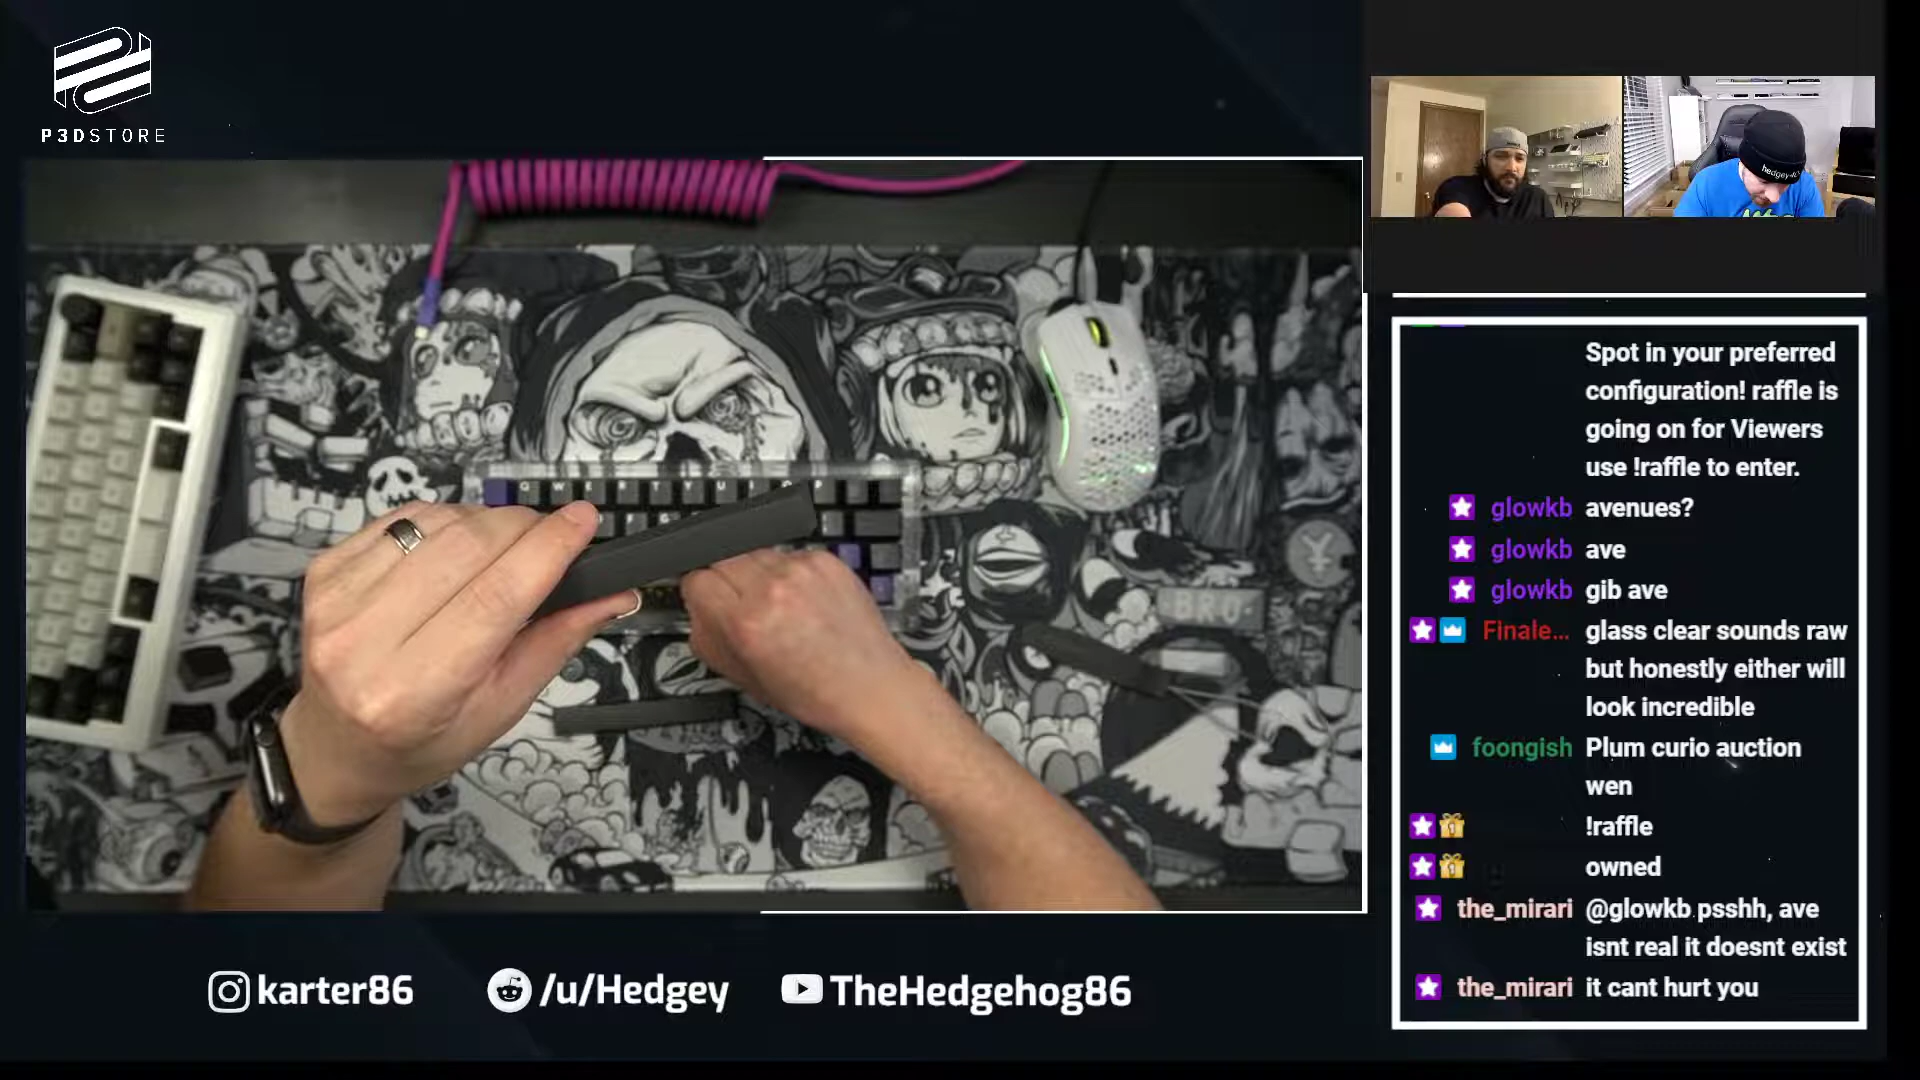 P3DSTORE
hedgey
Q W E R T Y U I O P
F G
BRU
Spot in your preferred
configuration! raffle is
going on for Viewers
use !raffle to enter.
glowkb avenues?
glowkb ave
glowkb gib ave
Finale... glass clear sounds raw
but honestly either will
look incredible
foongish Plum curio auction
wen
!raffle
owned
the_mirari @glowkb psshh, ave
isnt real it doesnt exist
the_mirari it cant hurt you
karter86
/u/Hedgey
TheHedgehog86